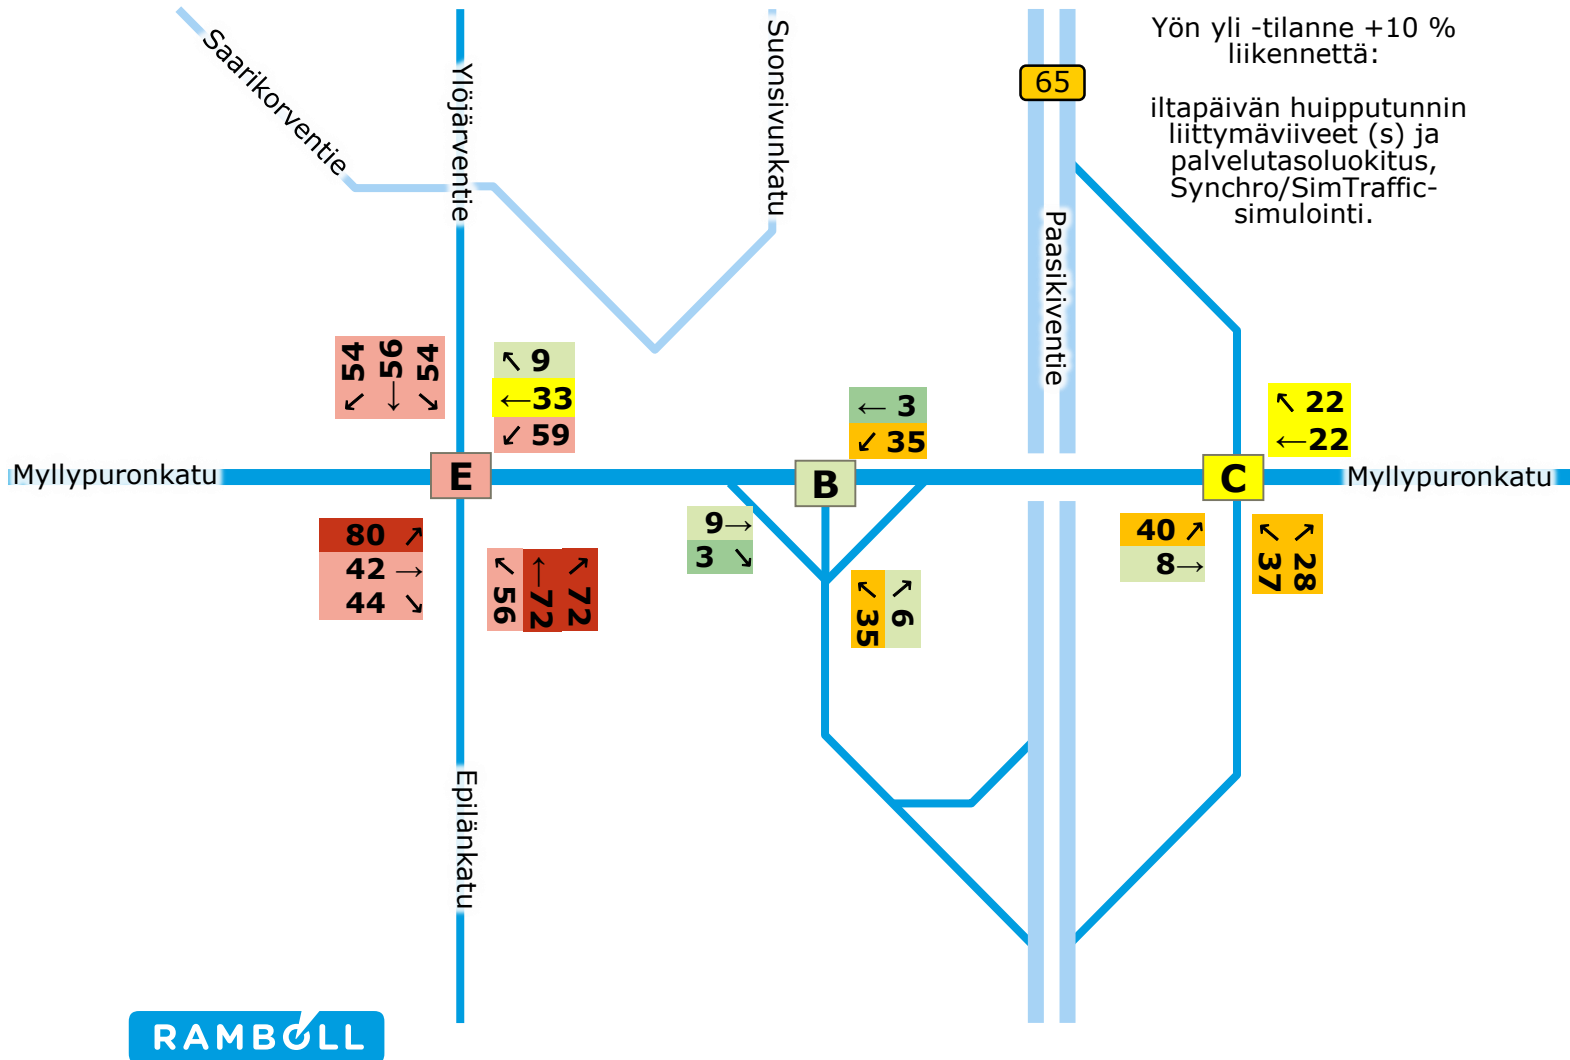 Yön yli -tilanne +10 %
liikennettä:
iltapäivän huipputunnin
liittymäviiveet (s) ja
palvelutasoluokitus,
Synchro/SimTraffic-
simulointi.
Saarikorventie
Ylöjärventie
Suonsivunkatu
65
Paasikiventie
↙ 54
← 56
↘ 54
↖ 9
← 33
↙ 59
← 3
↙ 35
↖ 22
← 22
Myllypuronkatu
E
B
C
Myllypuronkatu
80 ↗
42 →
44 ↘
↖ 56
← 72
↗ 72
9 →
3 ↘
↖ 35
↗ 6
40 ↗
8 →
↖ 37
↗ 28
Epilänkatu
RAMBOLL